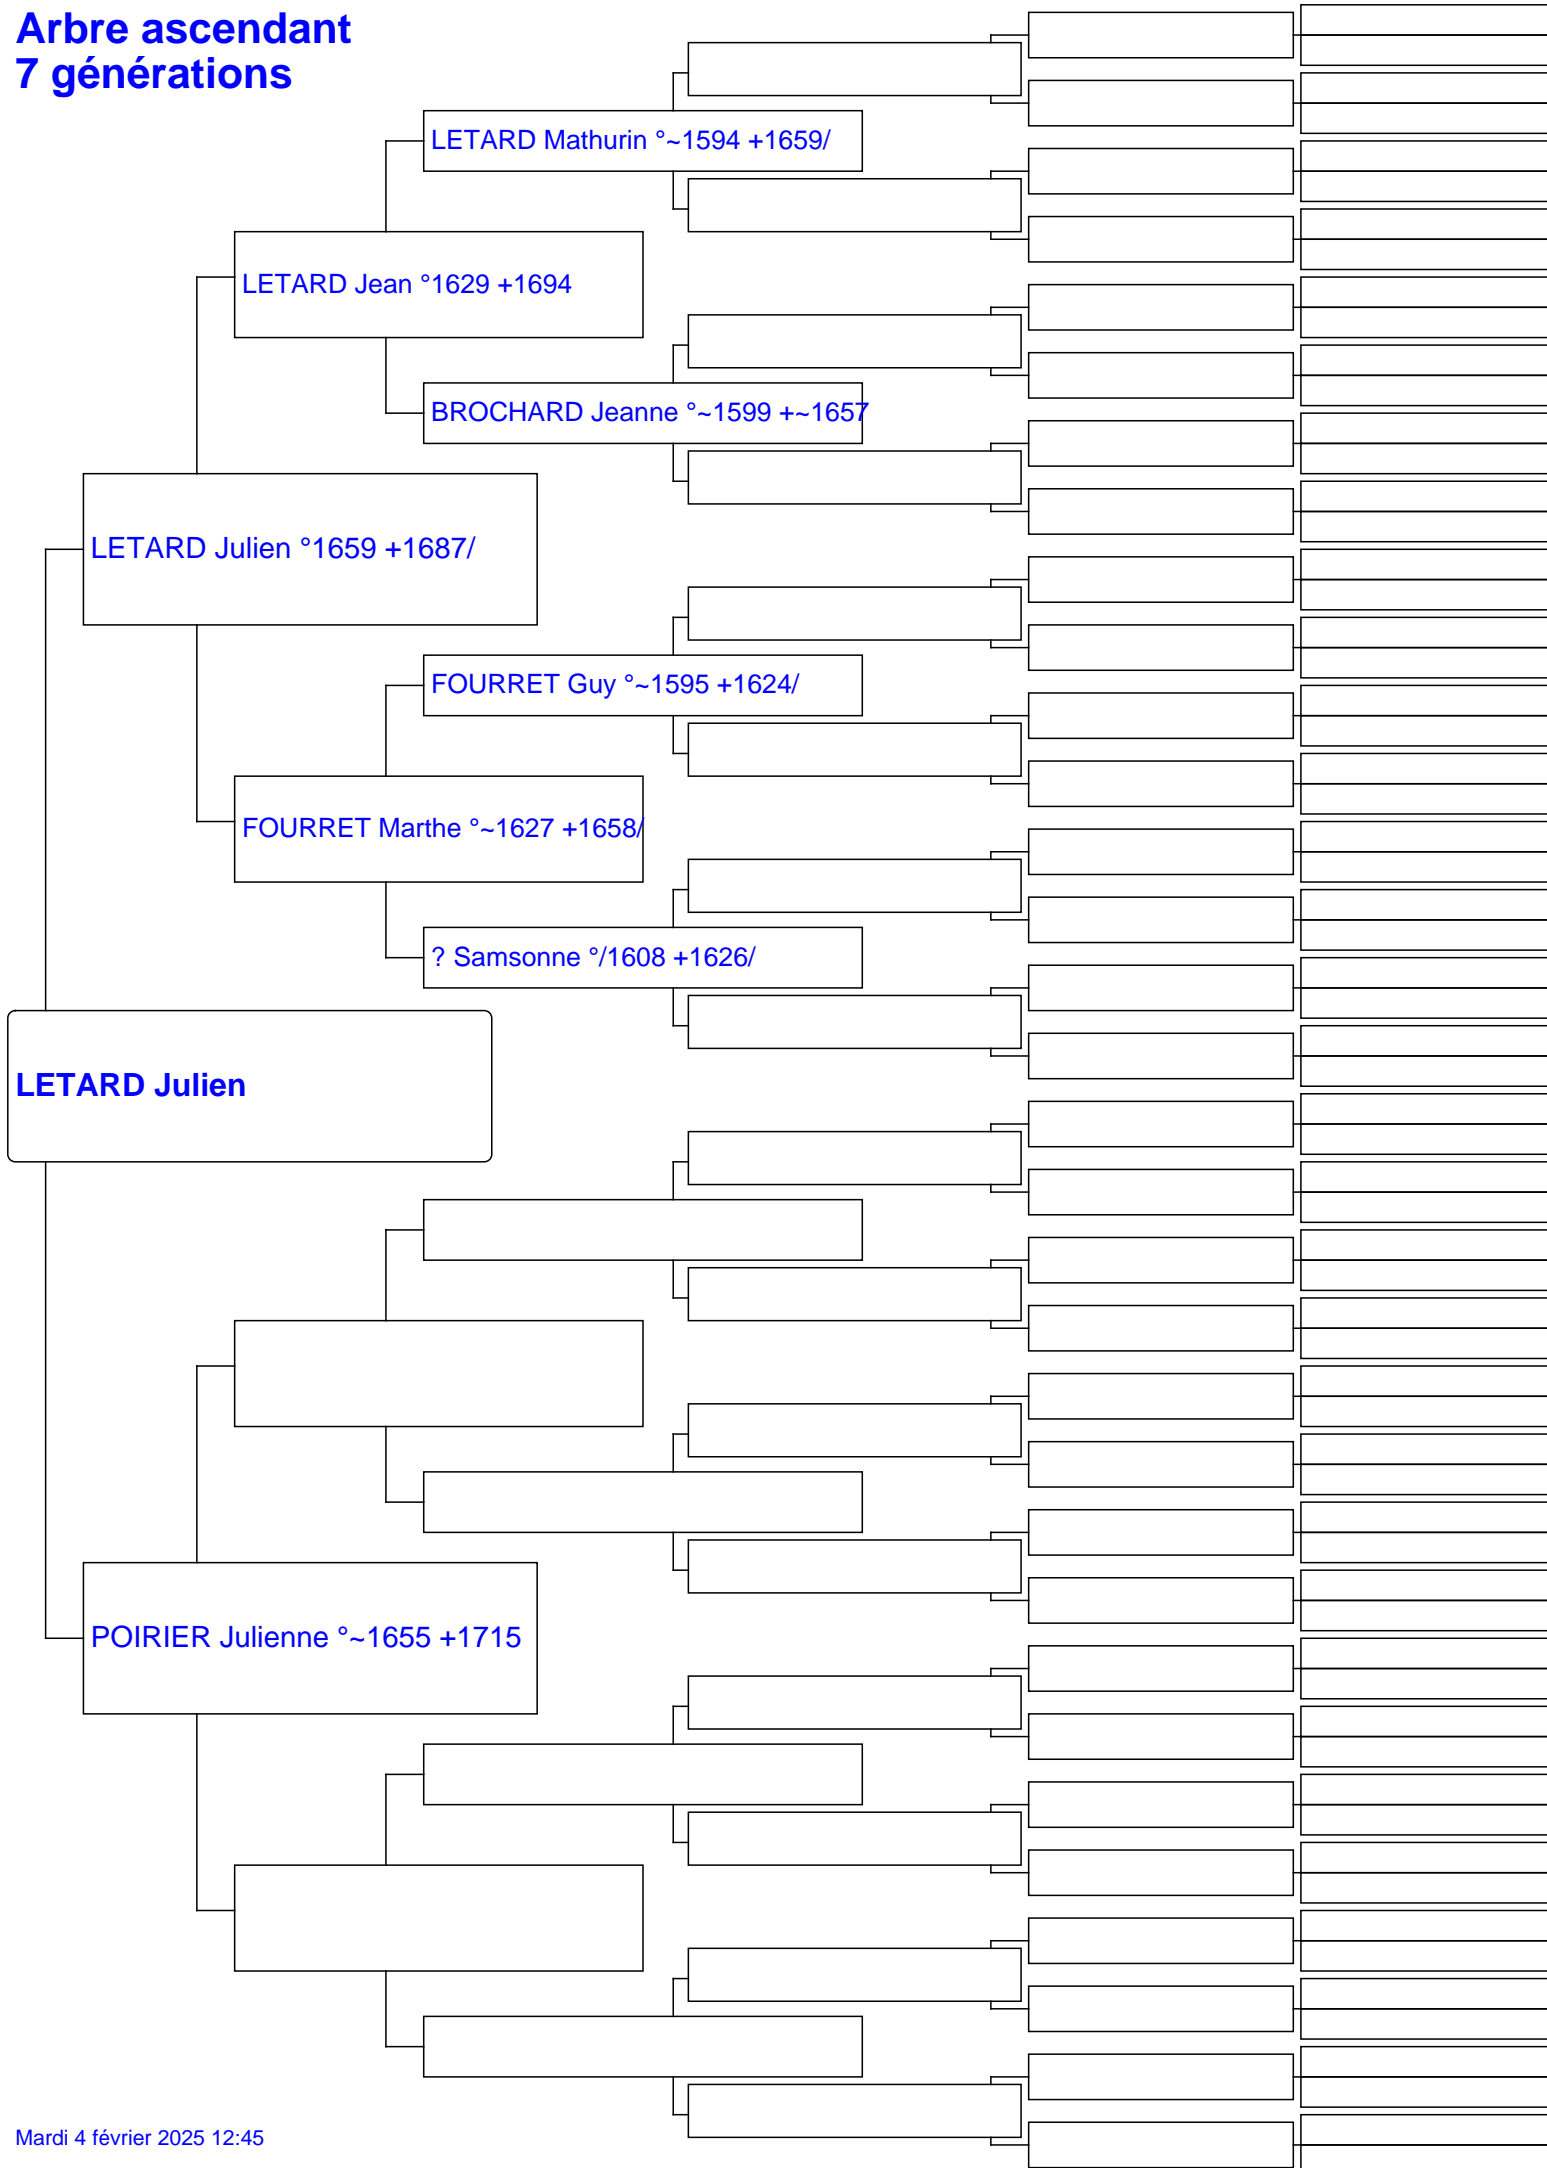 Arbre ascendant
7 générations
LETARD Mathurin °~1594 +1659/
LETARD Jean °1629 +1694
BROCHARD Jeanne °~1599 +~1657
LETARD Julien °1659 +1687/
FOURRET Guy °~1595 +1624/
FOURRET Marthe °~1627 +1658/
? Samsonne °/1608 +1626/
LETARD Julien
POIRIER Julienne °~1655 +1715
Mardi 4 février 2025 12:45